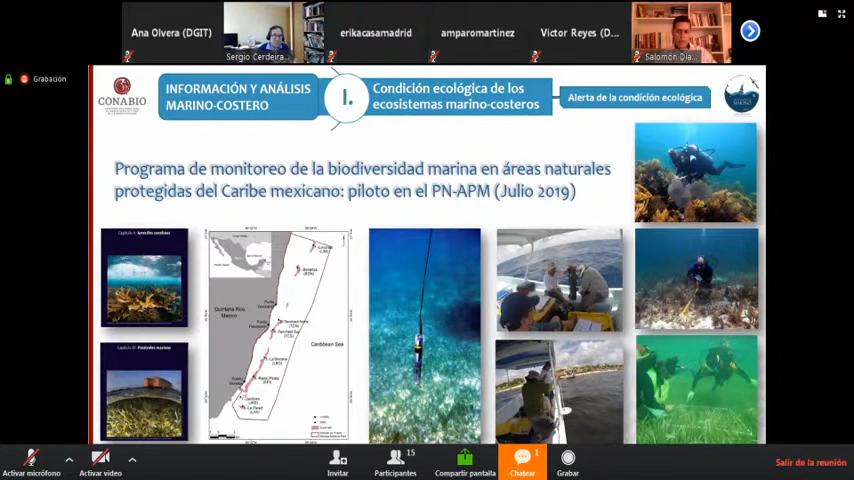 Ana Olvera (DGIT)
Sergio Cerdeira...
erikacasamadrid
amparomartinez
Victor Reyes (D...
Salomón Día...
Grabación
CONABIO
INFORMACIÓN Y ANÁLISIS
MARINO-COSTERO
I.
Condición ecológica de los
ecosistemas marino-costeros
Alerta de la condición ecológica
Programa de monitoreo de la biodiversidad marina en áreas naturales
protegidas del Caribe mexicano: piloto en el PN-APM (Julio 2019)
Quintana Roo,
Mexico
Caribbean Sea
Activar micrófono
Activar video
Invitar
15
Participantes
Compartir pantalla
1
Chatear
Grabar
Salir de la reunión